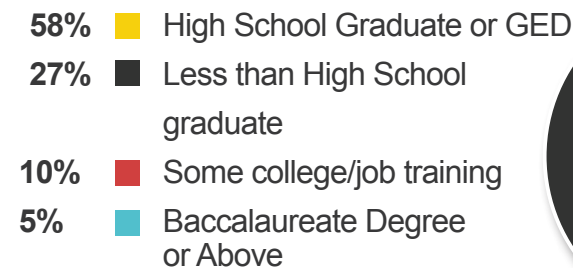 58% High School Graduate or GED
27% Less than High School
graduate
10% Some college/job training
5% Baccalaureate Degree
or Above